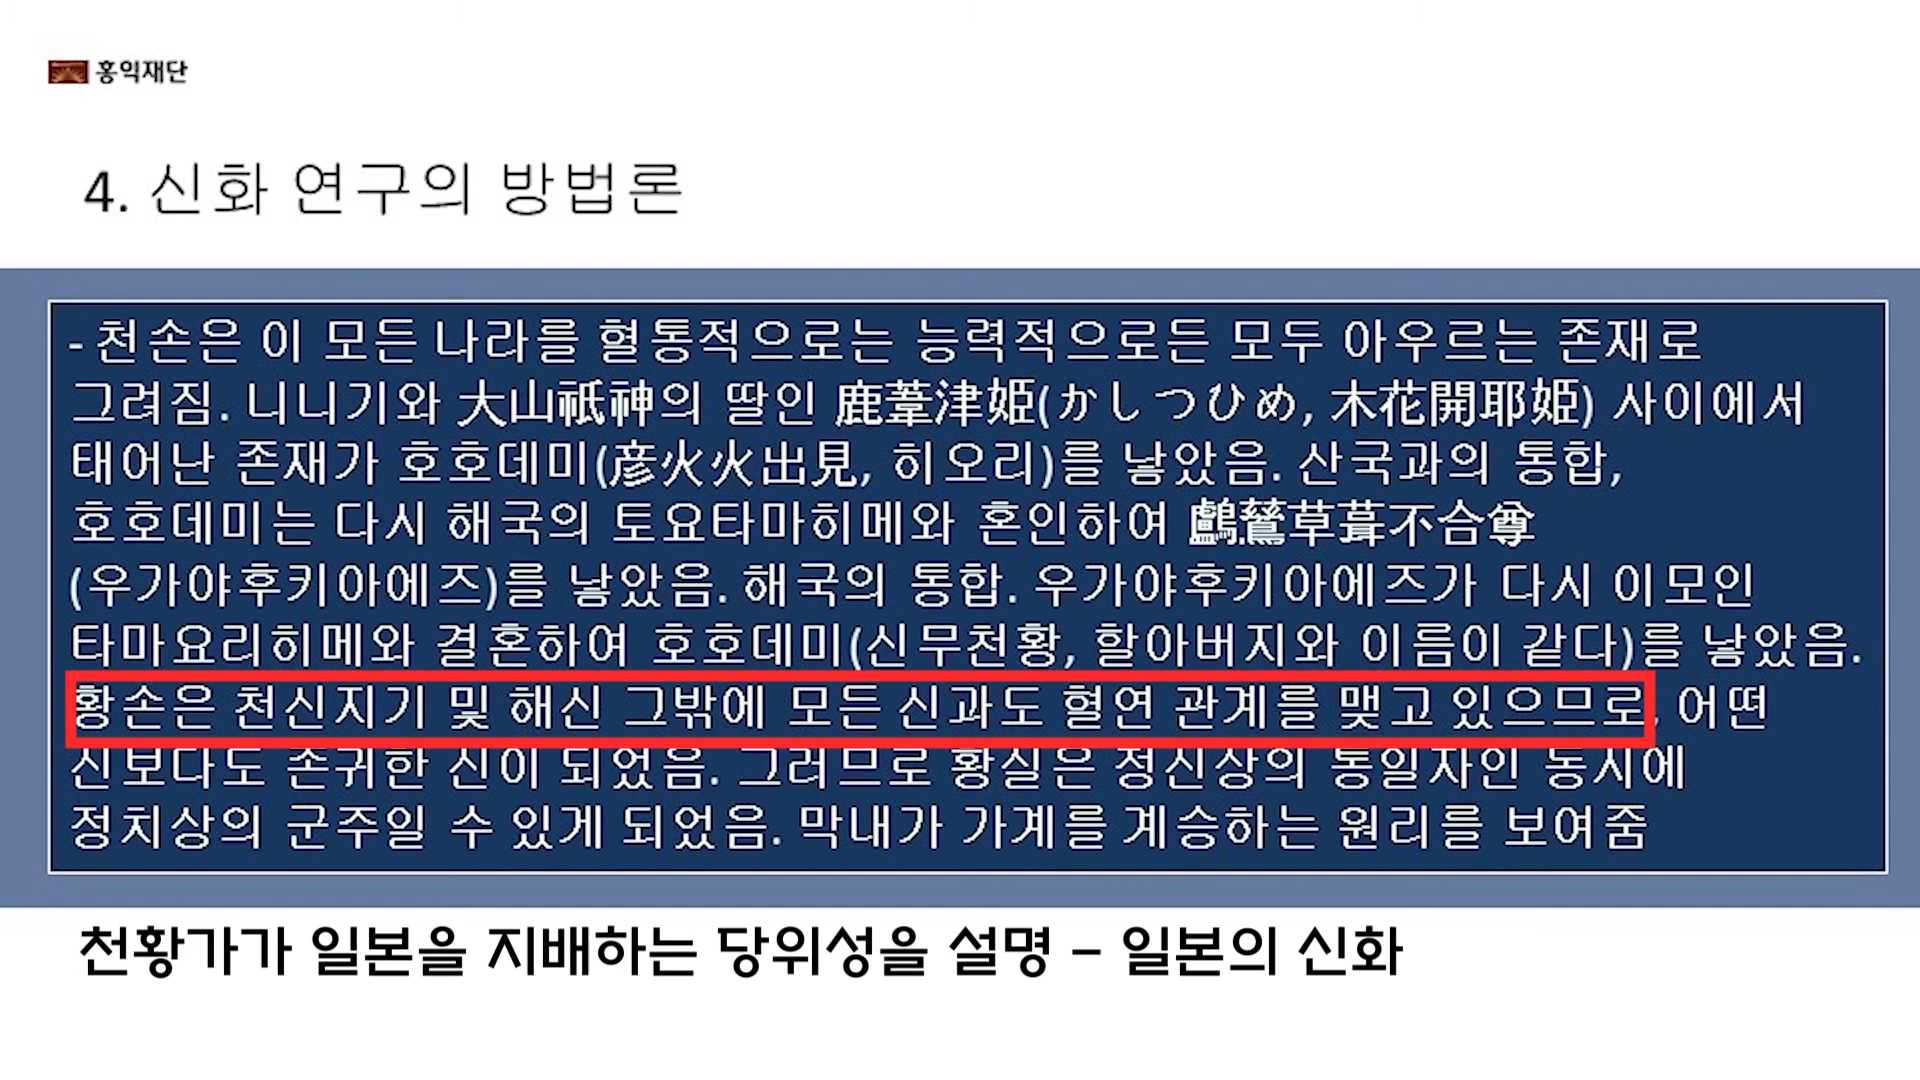 홍익재단
4. 신화 연구의 방법론
- 천손은 이 모든 나라를 혈통적으로는 능력적으로든 모두 아우르는 존재로
그려짐. 니니기와 大山祇神의 딸인 鹿葦津姫(かしつひめ, 木花開耶姫) 사이에서
태어난 존재가 호호데미(彦火火出見, 히오리)를 낳았음. 산국과의 통합,
호호데미는 다시 해국의 토요타마히메와 혼인하여 鸕鶿草葺不合尊
(우가야후키아에즈)를 낳았음. 해국의 통합. 우가야후키아에즈가 다시 이모인
타마요리히메와 결혼하여 호호데미(신무천황, 할아버지와 이름이 같다)를 낳았음.
황손은 천신지기 및 해신 그밖에 모든 신과도 혈연 관계를 맺고 있으므로, 어떤
신보다도 존귀한 신이 되었음. 그러므로 황실은 정신상의 통일자인 동시에
정치상의 군주일 수 있게 되었음. 막내가 가계를 계승하는 원리를 보여줌
천황가가 일본을 지배하는 당위성을 설명 – 일본의 신화